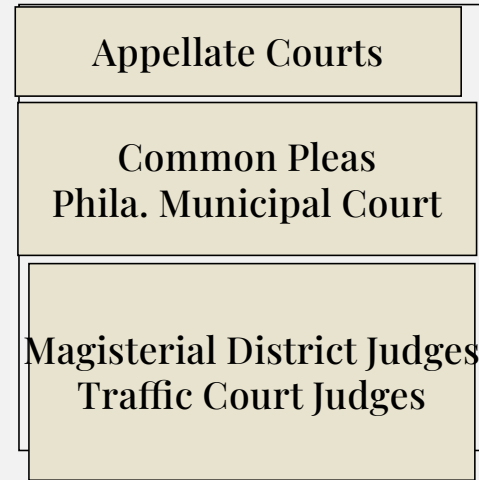 Appellate Courts
Common Pleas
Phila. Municipal Court
Magisterial District Judges
Traffic Court Judges